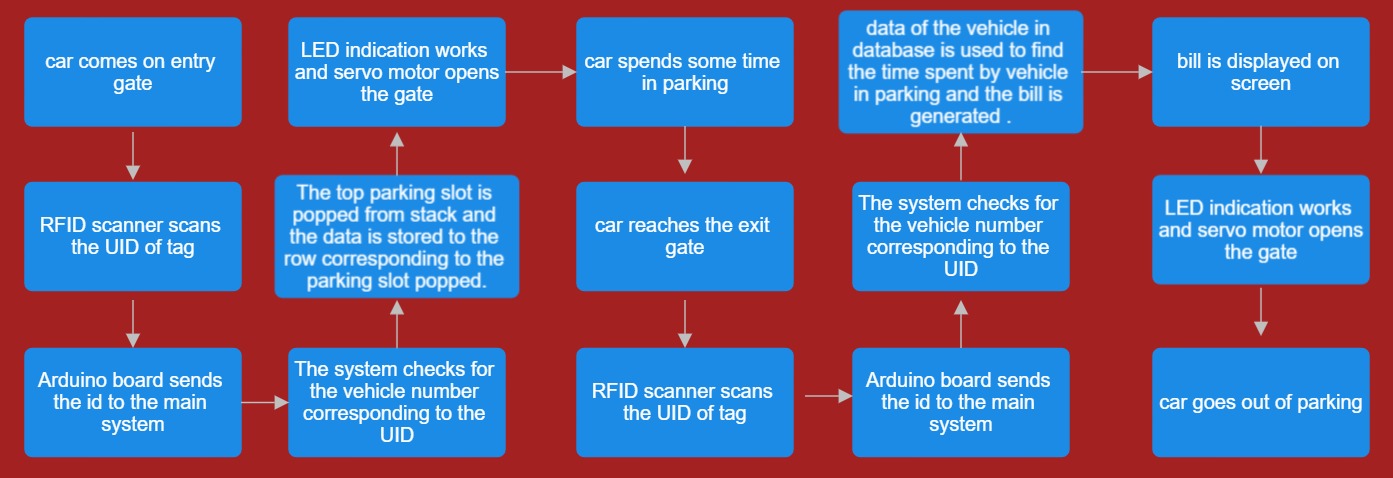 car comes on entry
gate
RFID scanner scans
the UID of tag
Arduino board sends
the id to the main
system
The system checks for
the vehicle number
corresponding to the
UID
The top parking slot is
popped from stack and
the data is stored to the
row corresponding to the
parking slot popped.
LED indication works
and servo motor opens
the gate
car spends some time
in parking
car reaches the exit
gate
RFID scanner scans
the UID of tag
Arduino board sends
the id to the main
system
The system checks for
the vehicle number
corresponding to the
UID
data of the vehicle in
database is used to find
the time spent by vehicle
in parking and the bill is
generated .
bill is displayed on
screen
LED indication works
and servo motor opens
the gate
car goes out of parking